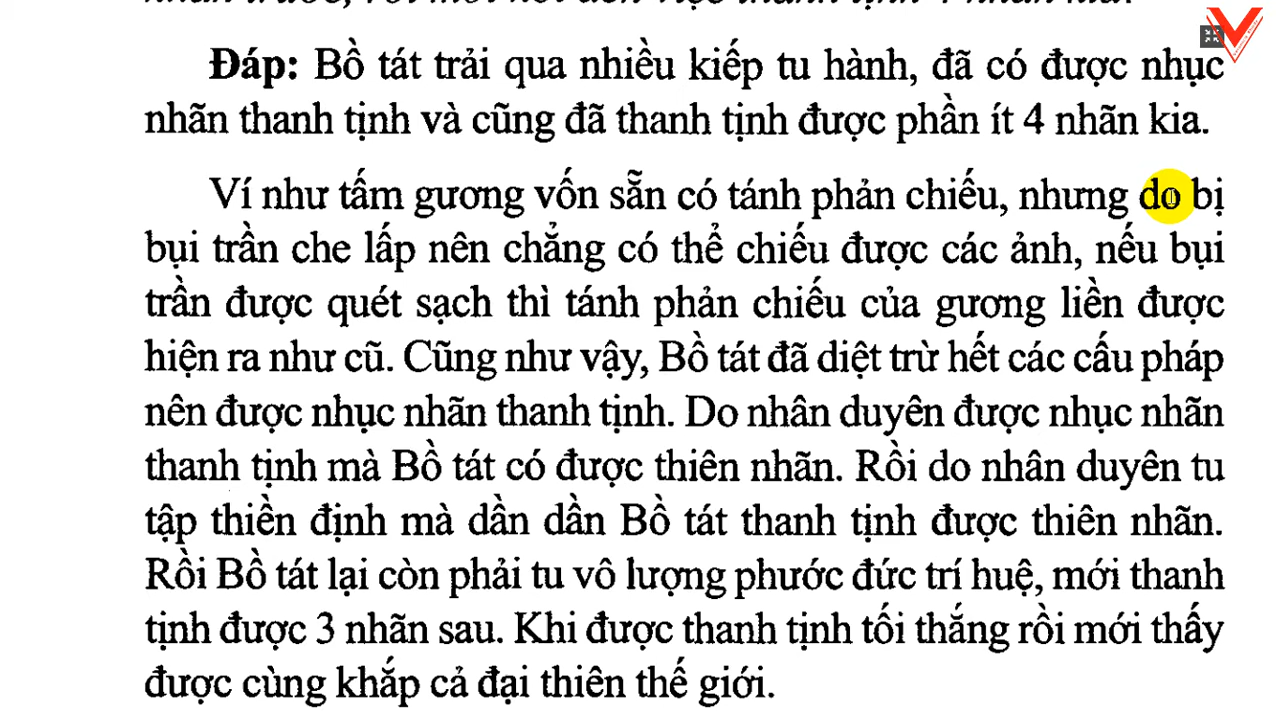 Đáp: Bồ tát trải qua nhiều kiếp tu hành, đã có được nhục
nhãn thanh tịnh và cũng đã thanh tịnh được phần ít 4 nhãn kia.
Ví như tấm gương vốn sẵn có tánh phản chiếu, nhưng do bị
bụi trần che lấp nên chẳng có thể chiếu được các ảnh, nếu bụi
trần được quét sạch thì tánh phản chiếu của gương liền được
hiện ra như cũ. Cũng như vậy, Bồ tát đã diệt trừ hết các cấu pháp
nên được nhục nhãn thanh tịnh. Do nhân duyên được nhục nhãn
thanh tịnh mà Bồ tát có được thiên nhãn. Rồi do nhân duyên tu
tập thiền định mà dần dần Bồ tát thanh tịnh được thiên nhãn.
Rồi Bồ tát lại còn phải tu vô lượng phước đức trí huệ, mới thanh
tịnh được 3 nhãn sau. Khi được thanh tịnh tối thắng rồi mới thấy
được cùng khắp cả đại thiên thế giới.